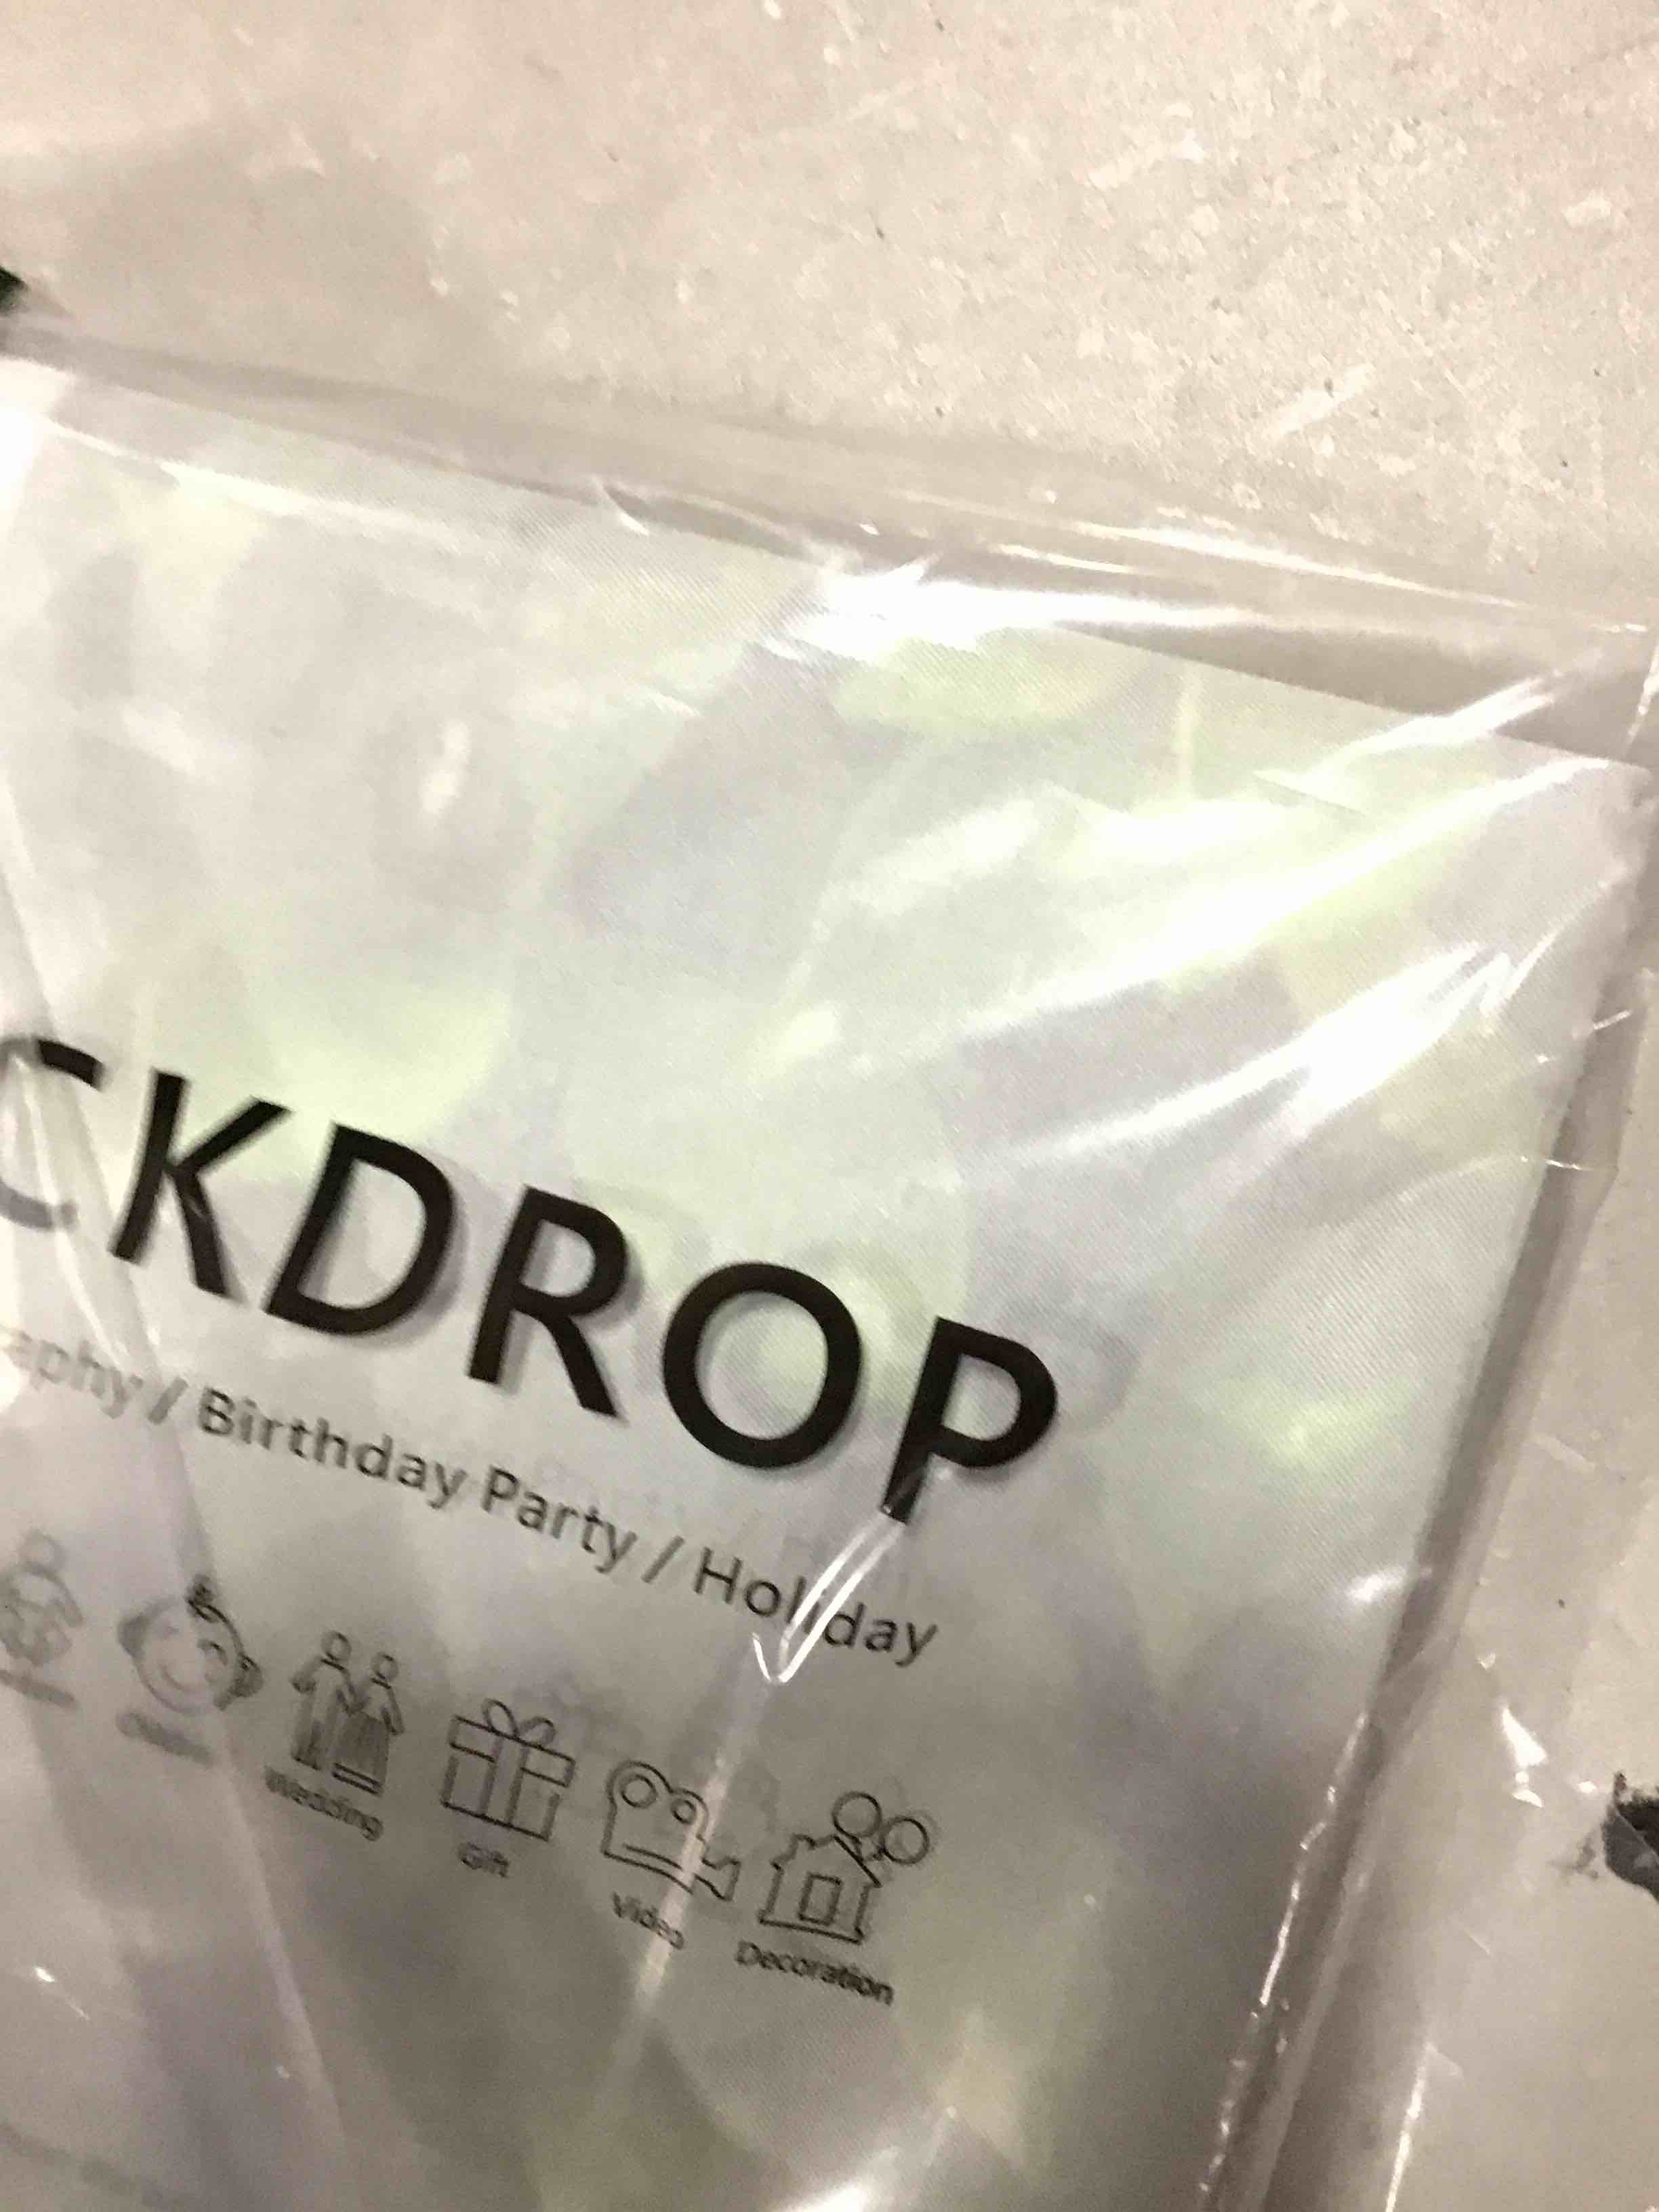 CKDROP
aphy / Birthday Party / Holiday
Wedding
Gift
Video
Decoration